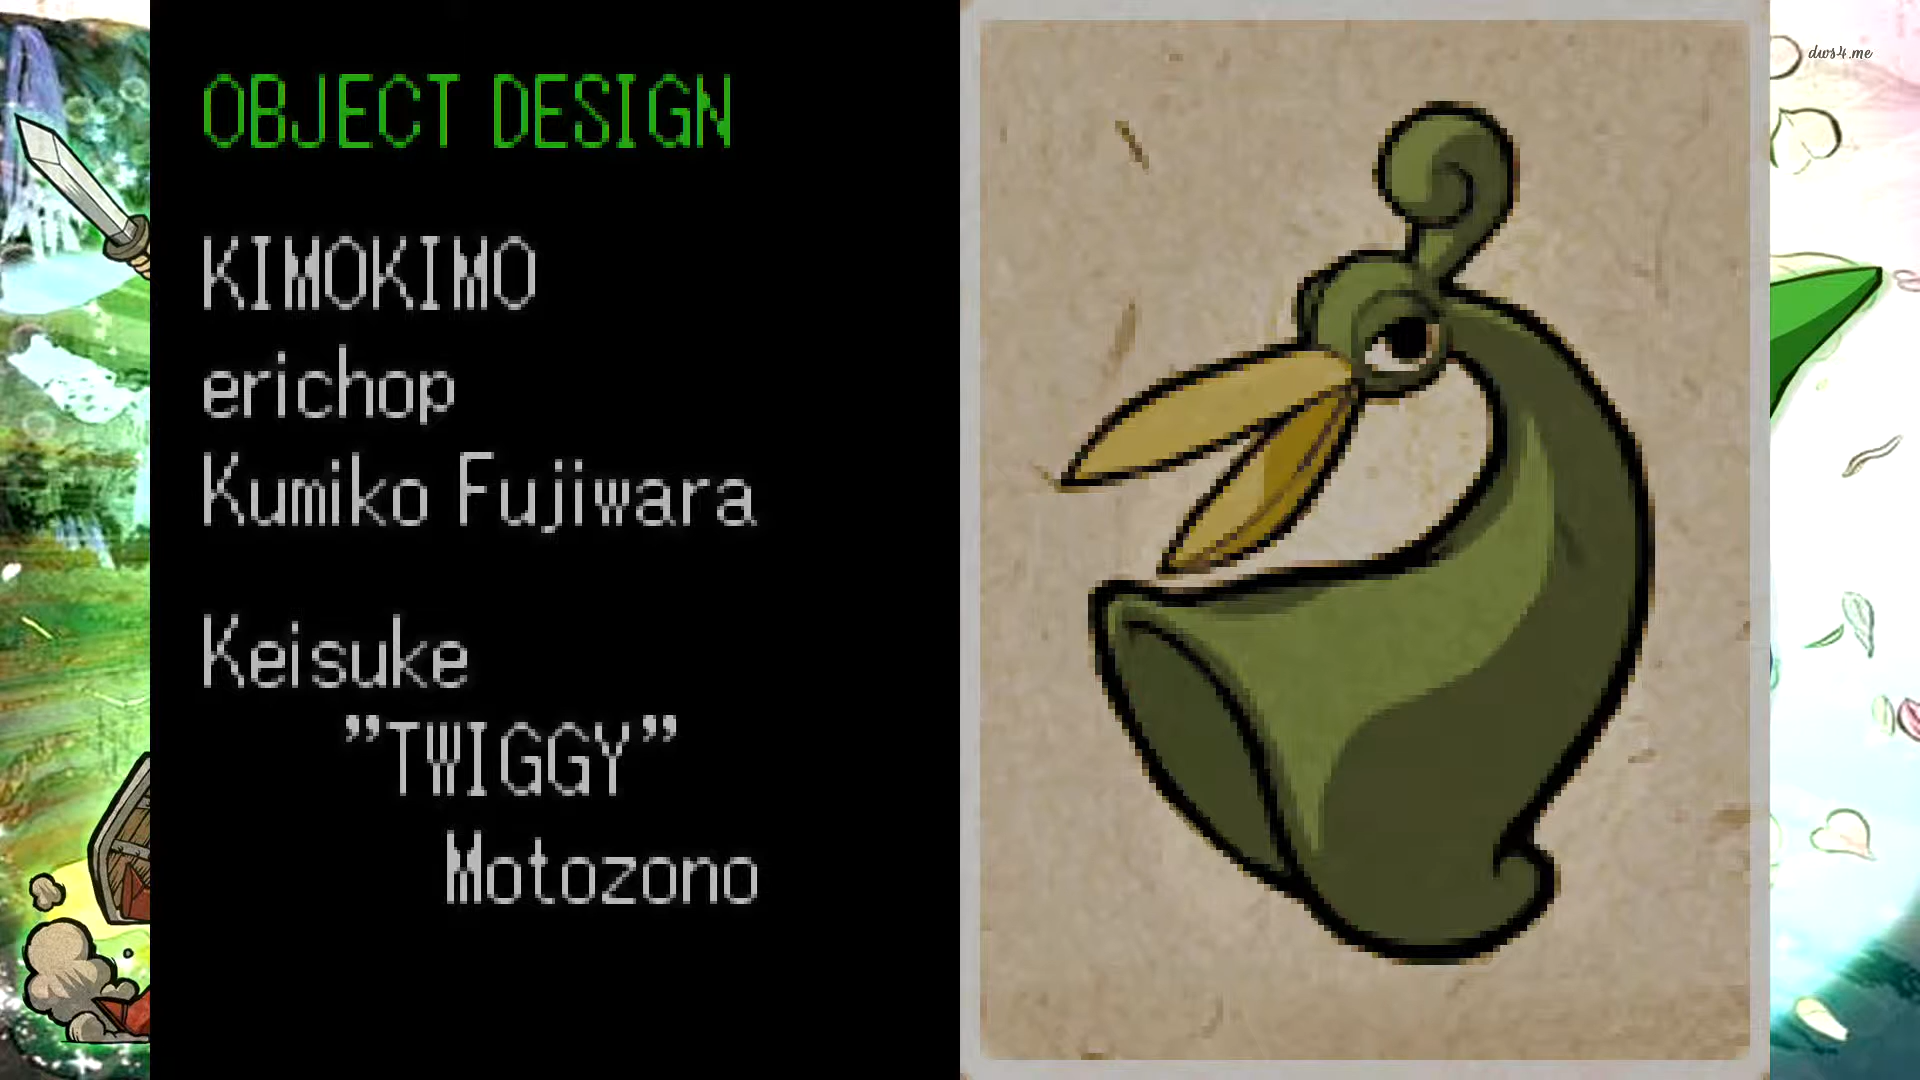 OBJECT DESIGN
KIMOKIMO
erichop
Kumiko Fujiwara
Keisuke
"TWIGGY"
Motozono
dws4.me